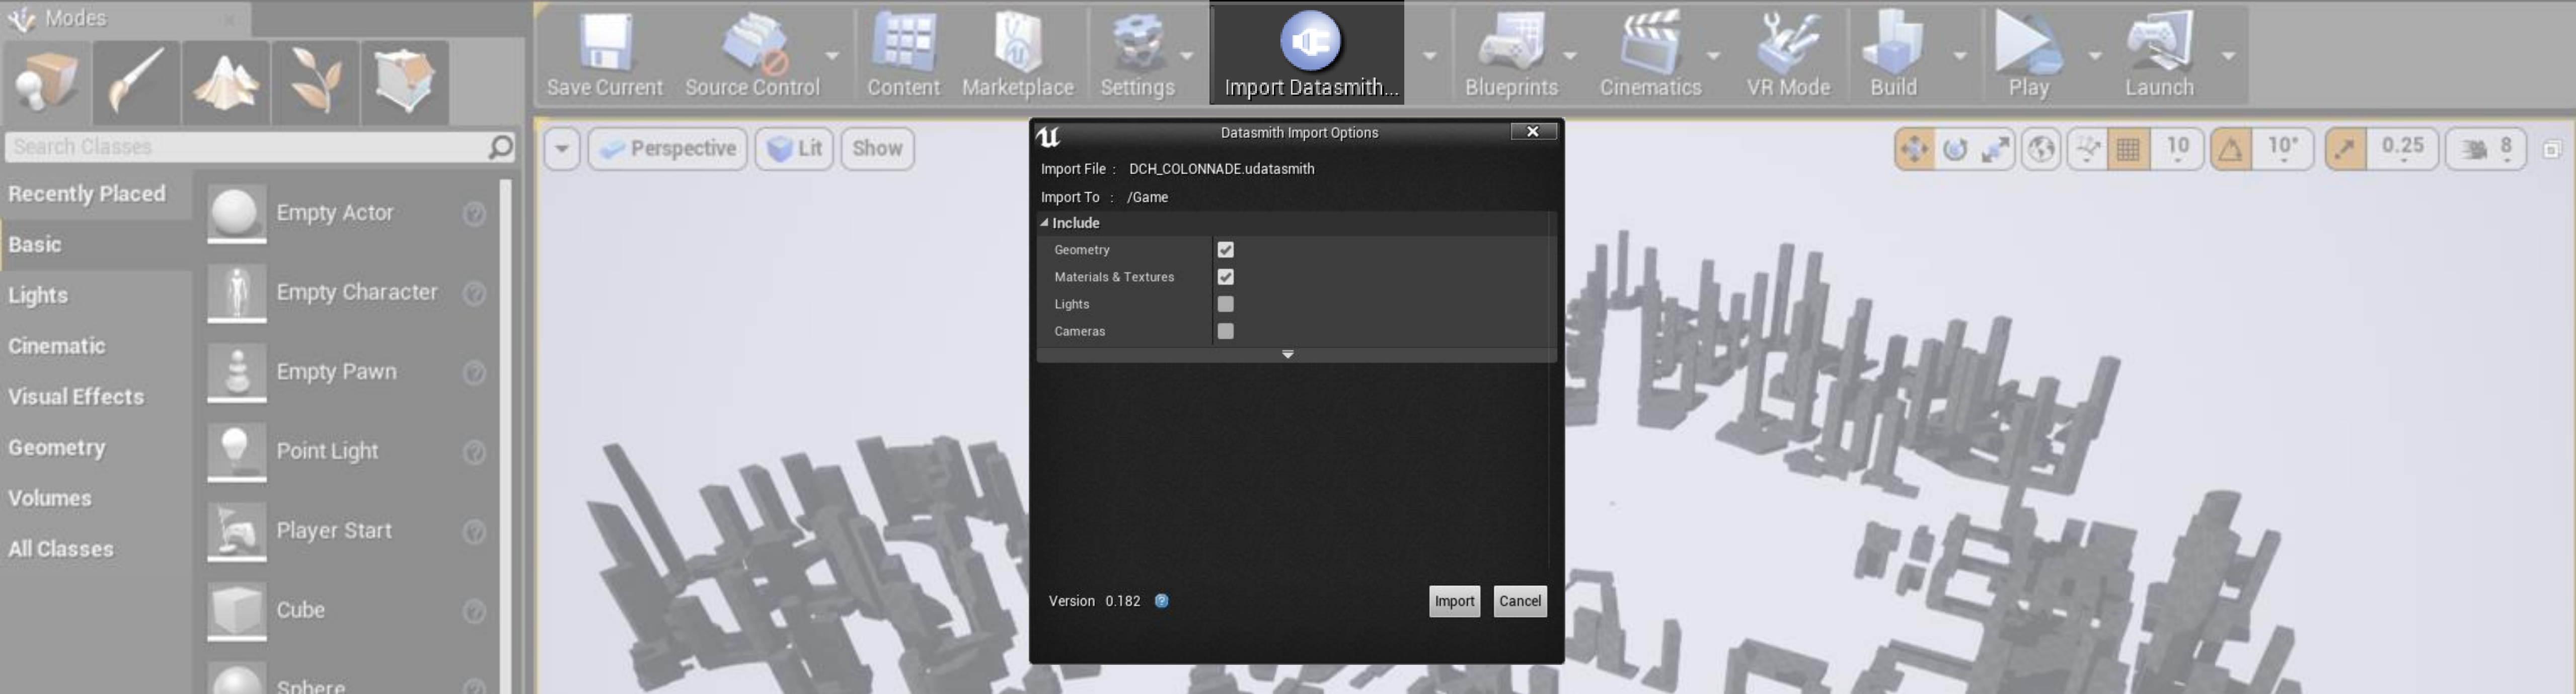 Modes
Save Current
Source Control
Content
Marketplace
Settings
Import Datasmith...
Blueprints
Cinematics
VR Mode
Build
Play
Launch
Search Classes
Recently Placed
Basic
Lights
Cinematic
Visual Effects
Geometry
Volumes
All Classes
Empty Actor
Empty Character
Empty Pawn
Point Light
Player Start
Cube
Sphere
Perspective
Lit
Show
10
10°
0.25
8
Datasmith Import Options
Import File : DCH_COLONNADE.udatasmith
Import To : /Game
Include
Geometry
Materials & Textures
Lights
Cameras
Version 0.182
Import
Cancel